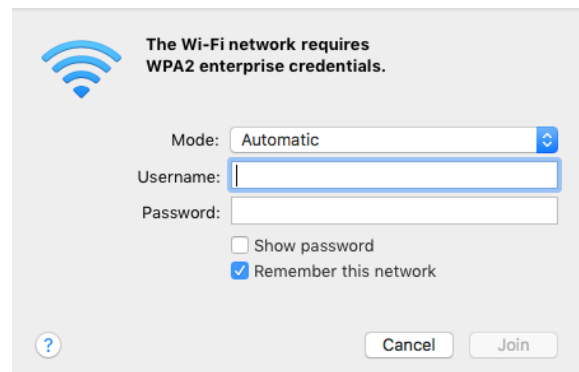 The Wi-Fi network requires
WPA2 enterprise credentials.
Mode: Automatic
Username:
Password:
Show password
Remember this network
? Cancel Join